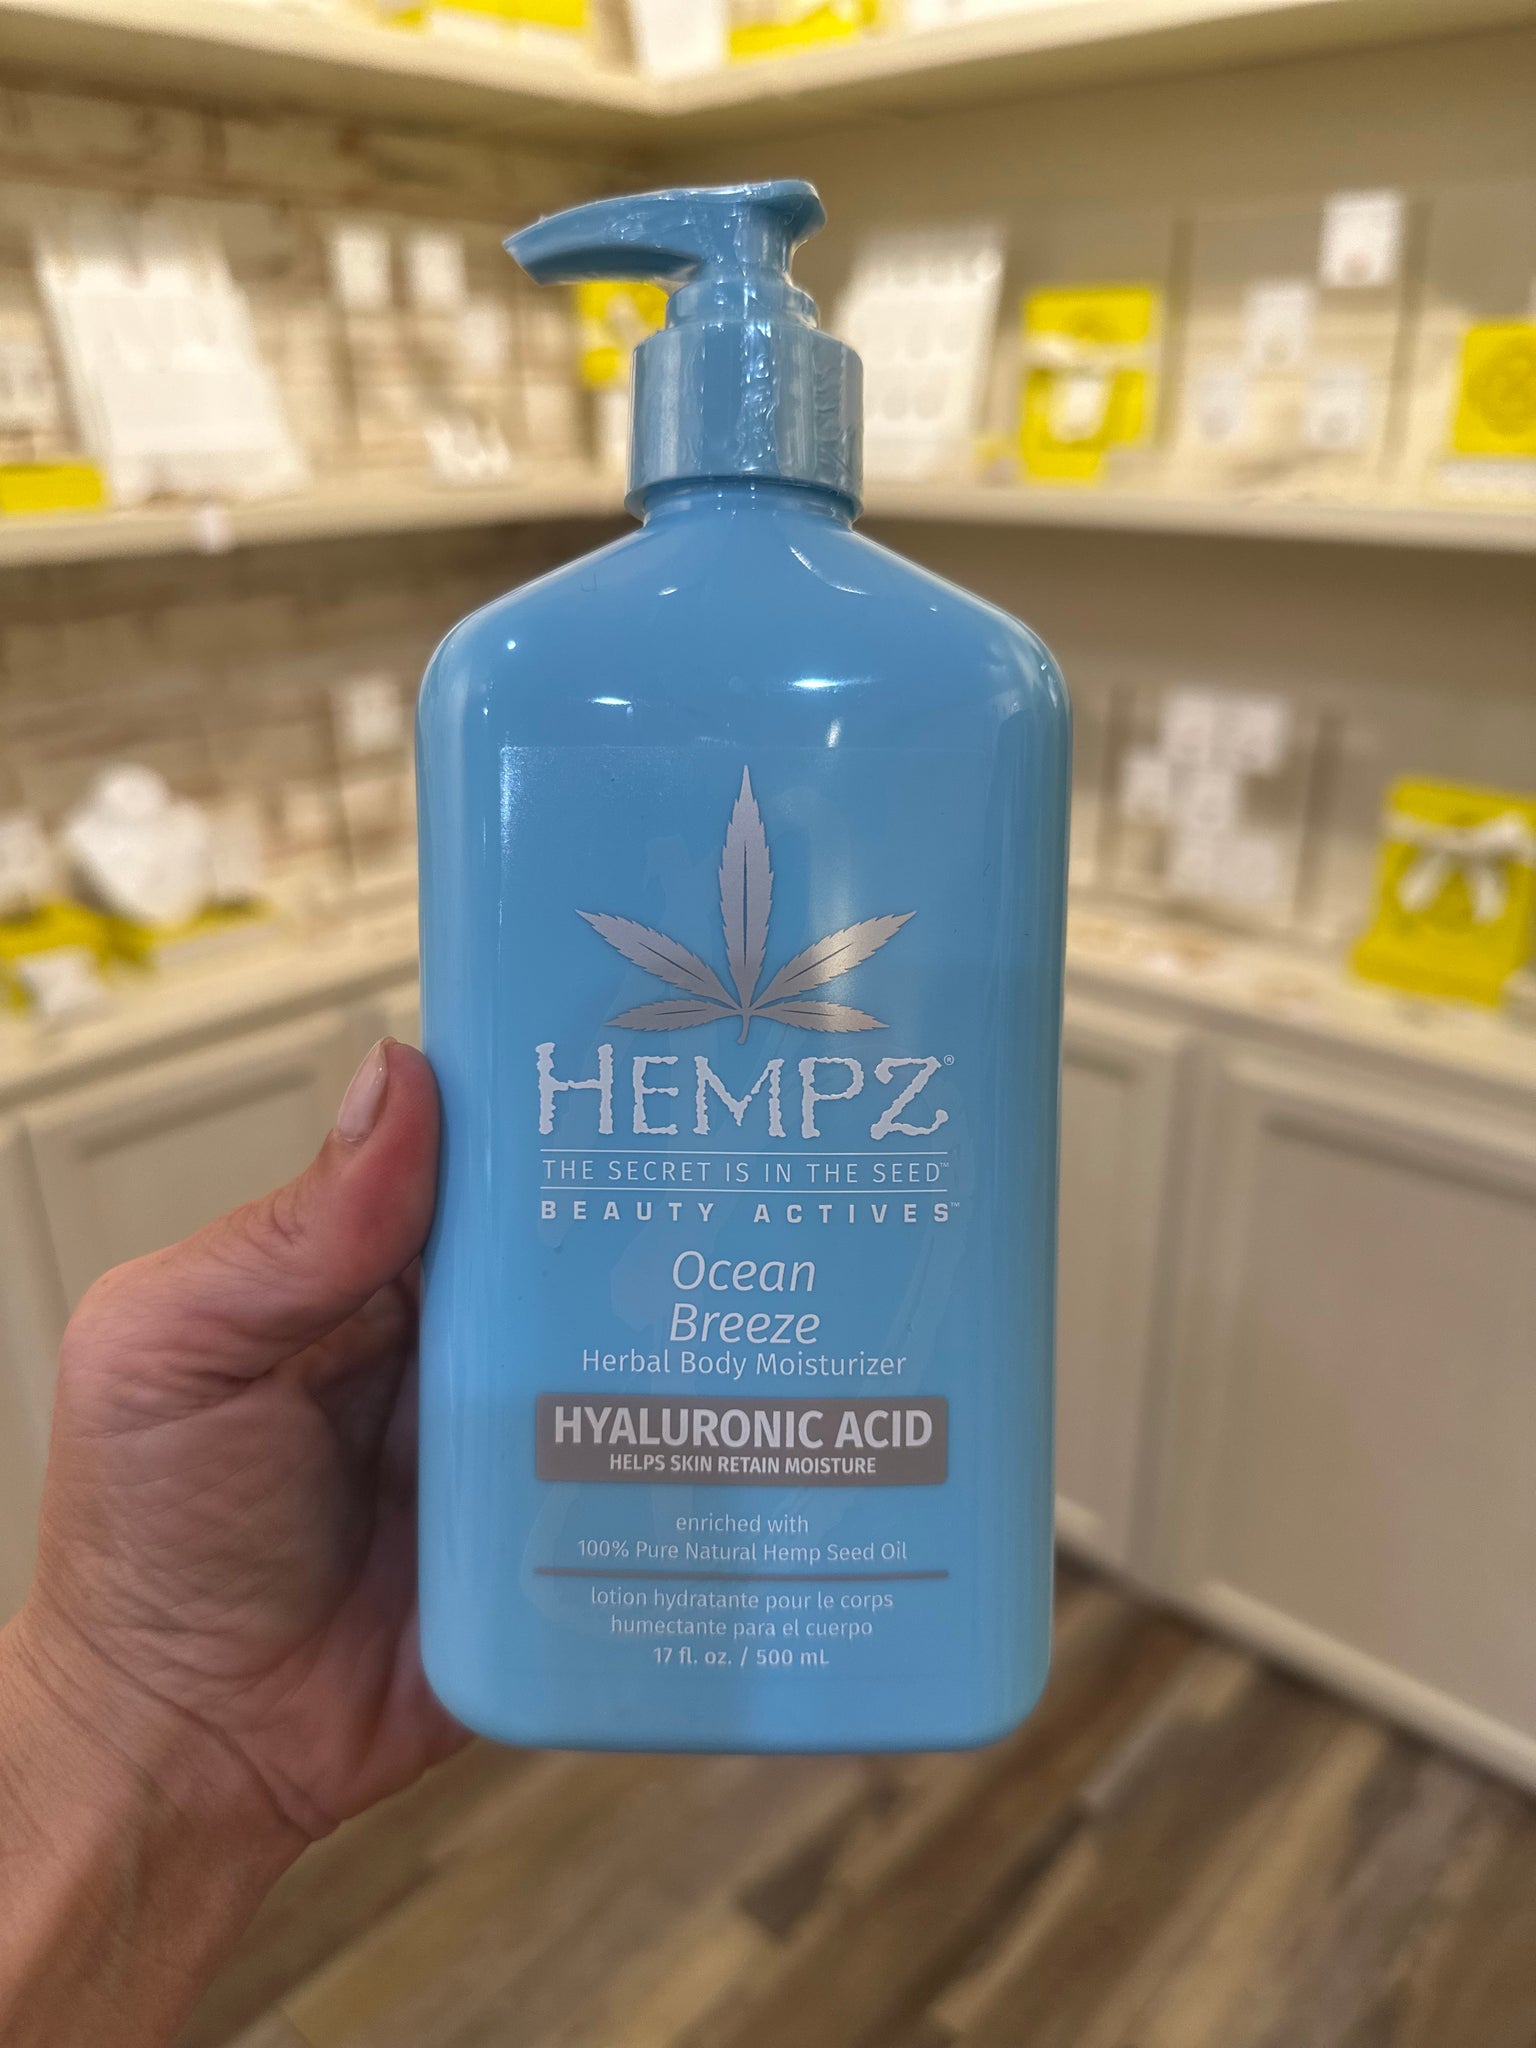 HEMPZ®
THE SECRET IS IN THE SEED™
BEAUTY ACTIVES™
Ocean
Breeze
Herbal Body Moisturizer
HYALURONIC ACID
HELPS SKIN RETAIN MOISTURE
enriched with
100% Pure Natural Hemp Seed Oil
lotion hydratante pour le corps
humectante para el cuerpo
17 fl. oz. / 500 mL